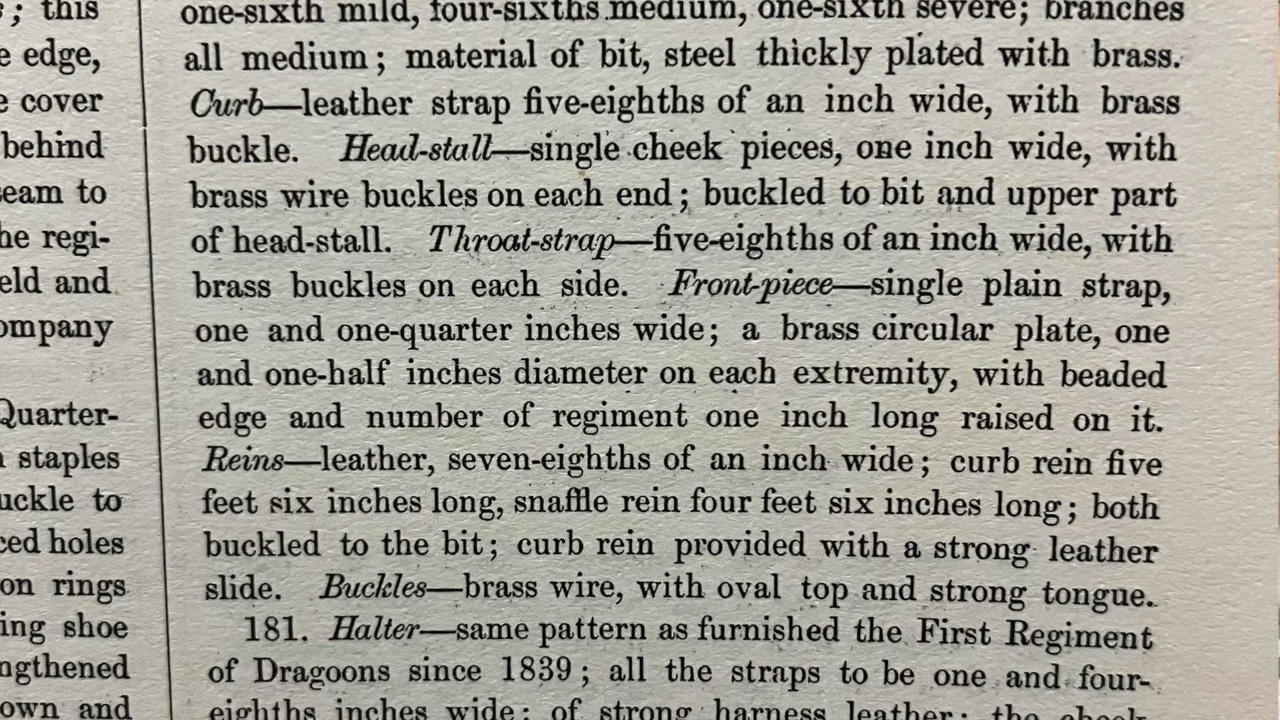 ; this
e edge,
e cover
behind
eam to
he regi-
eld and
ompany
Quarter-
staples
uckle to
ced holes
on rings
ing shoe
ngthened
own and
one-sixth mild, four-sixths medium, one-sixth severe; branches
all medium; material of bit, steel thickly plated with brass.
Curb—leather strap five-eighths of an inch wide, with brass
buckle. Head-stall—single cheek pieces, one inch wide, with
brass wire buckles on each end; buckled to bit and upper part
of head-stall. Throat-strap—five-eighths of an inch wide, with
brass buckles on each side. Front-piece—single plain strap,
one and one-quarter inches wide; a brass circular plate, one
and one-half inches diameter on each extremity, with beaded
edge and number of regiment one inch long raised on it.
Reins—leather, seven-eighths of an inch wide; curb rein five
feet six inches long, snaffle rein four feet six inches long; both
buckled to the bit; curb rein provided with a strong leather
slide. Buckles—brass wire, with oval top and strong tongue.
181. Halter—same pattern as furnished the First Regiment
of Dragoons since 1839; all the straps to be one and four-
eighths inches wide; of strong harness leather; the cheek